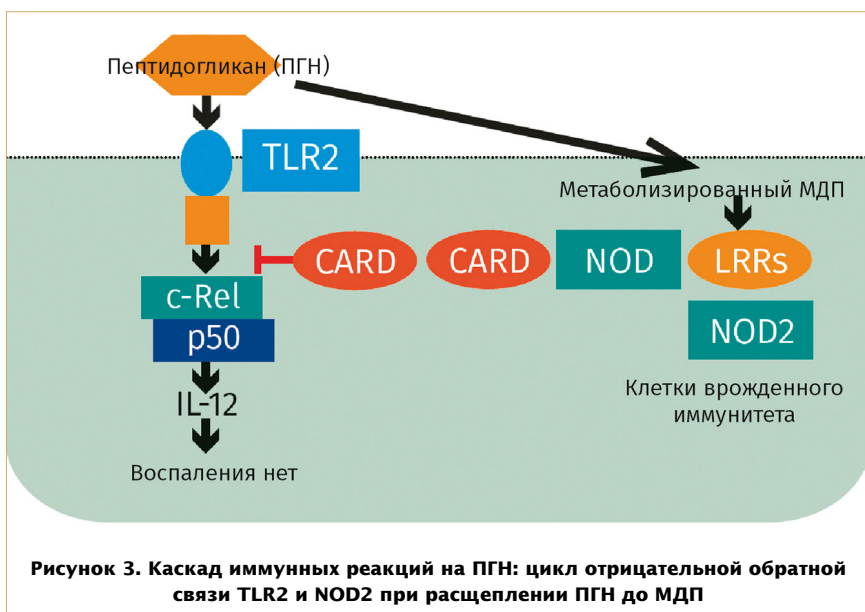 Пептидогликан (ПГН)
TLR2
Метаболизированный МДП
CARD
CARD
NOD
LRRs
c-Rel
p50
NOD2
IL-12
Клетки врожденного
иммунитета
Воспаления нет
Рисунок 3. Каскад иммунных реакций на ПГН: цикл отрицательной обратной
связи TLR2 и NOD2 при расщеплении ПГН до МДП